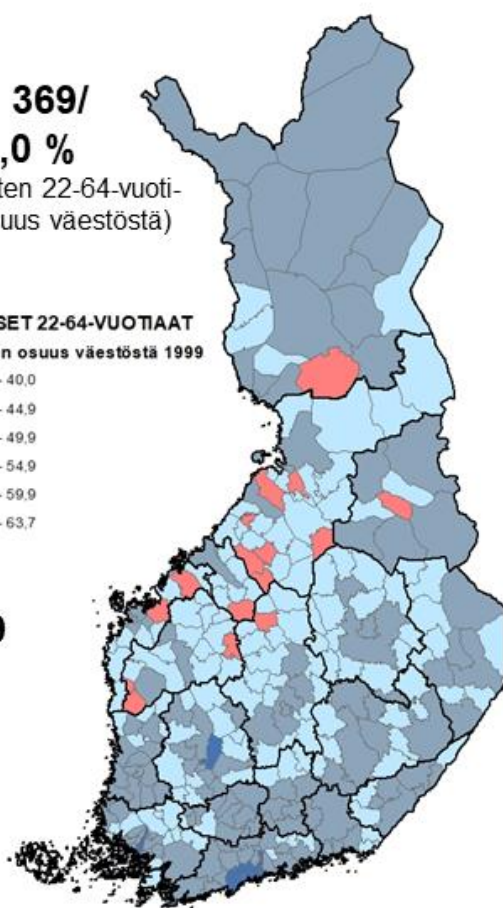 369/
,0 %
ten 22-64-vuoti-
uus väestöstä)
SET 22-64-VUOTIAAT
n osuus väestöstä 1999
- 40,0
- 44,9
- 49,9
- 54,9
- 59,9
- 63,7